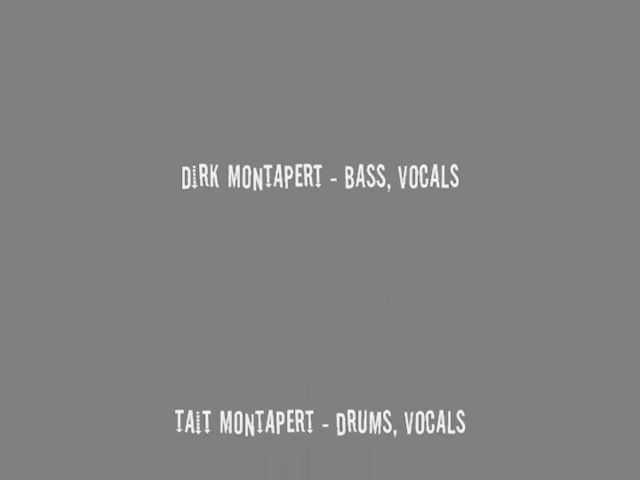 DIRK MONTAPERT - BASS, VOCALS
TAIT MONTAPERT - DRUMS, VOCALS